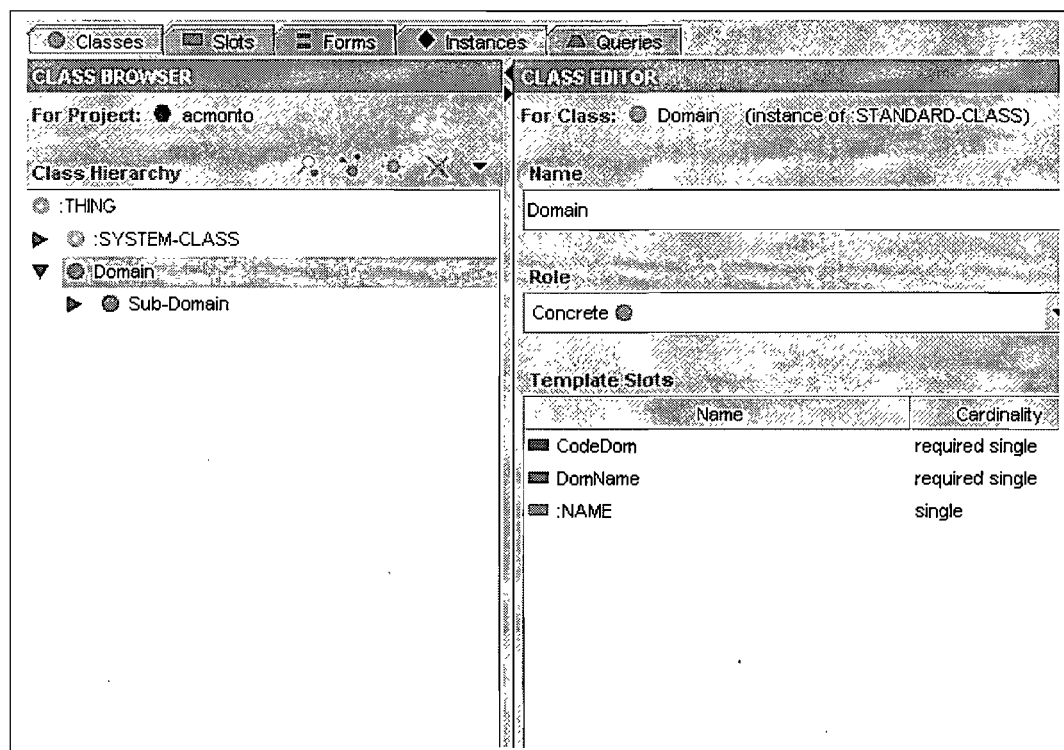 Classes Slots Forms Instances Queries
CLASS BROWSER
For Project: acmonto
Class Hierarchy
:THING
:SYSTEM-CLASS
Domain
Sub-Domain
CLASS EDITOR
For Class: Domain (instance of :STANDARD-CLASS)
Name
Domain
Role
Concrete
Template Slots
Name Cardinality
CodeDom required single
DomName required single
:NAME single